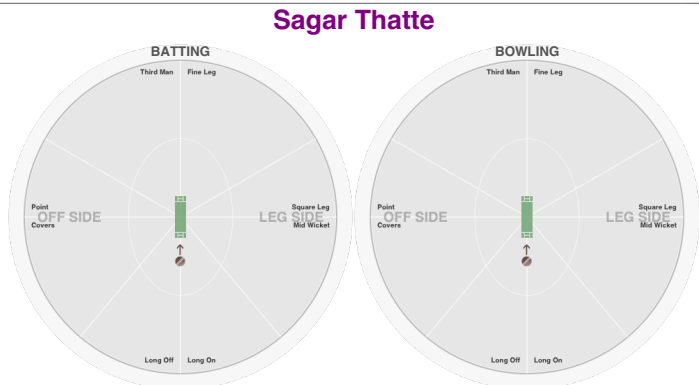 Sagar Thatte
BATTING
Third Man Fine Leg
Point
OFF SIDE
Covers
Square Leg
LEG SIDE
Mid Wicket
Long Off Long On
BOWLING
Third Man Fine Leg
Point
OFF SIDE
Covers
Square Leg
LEG SIDE
Mid Wicket
Long Off Long On